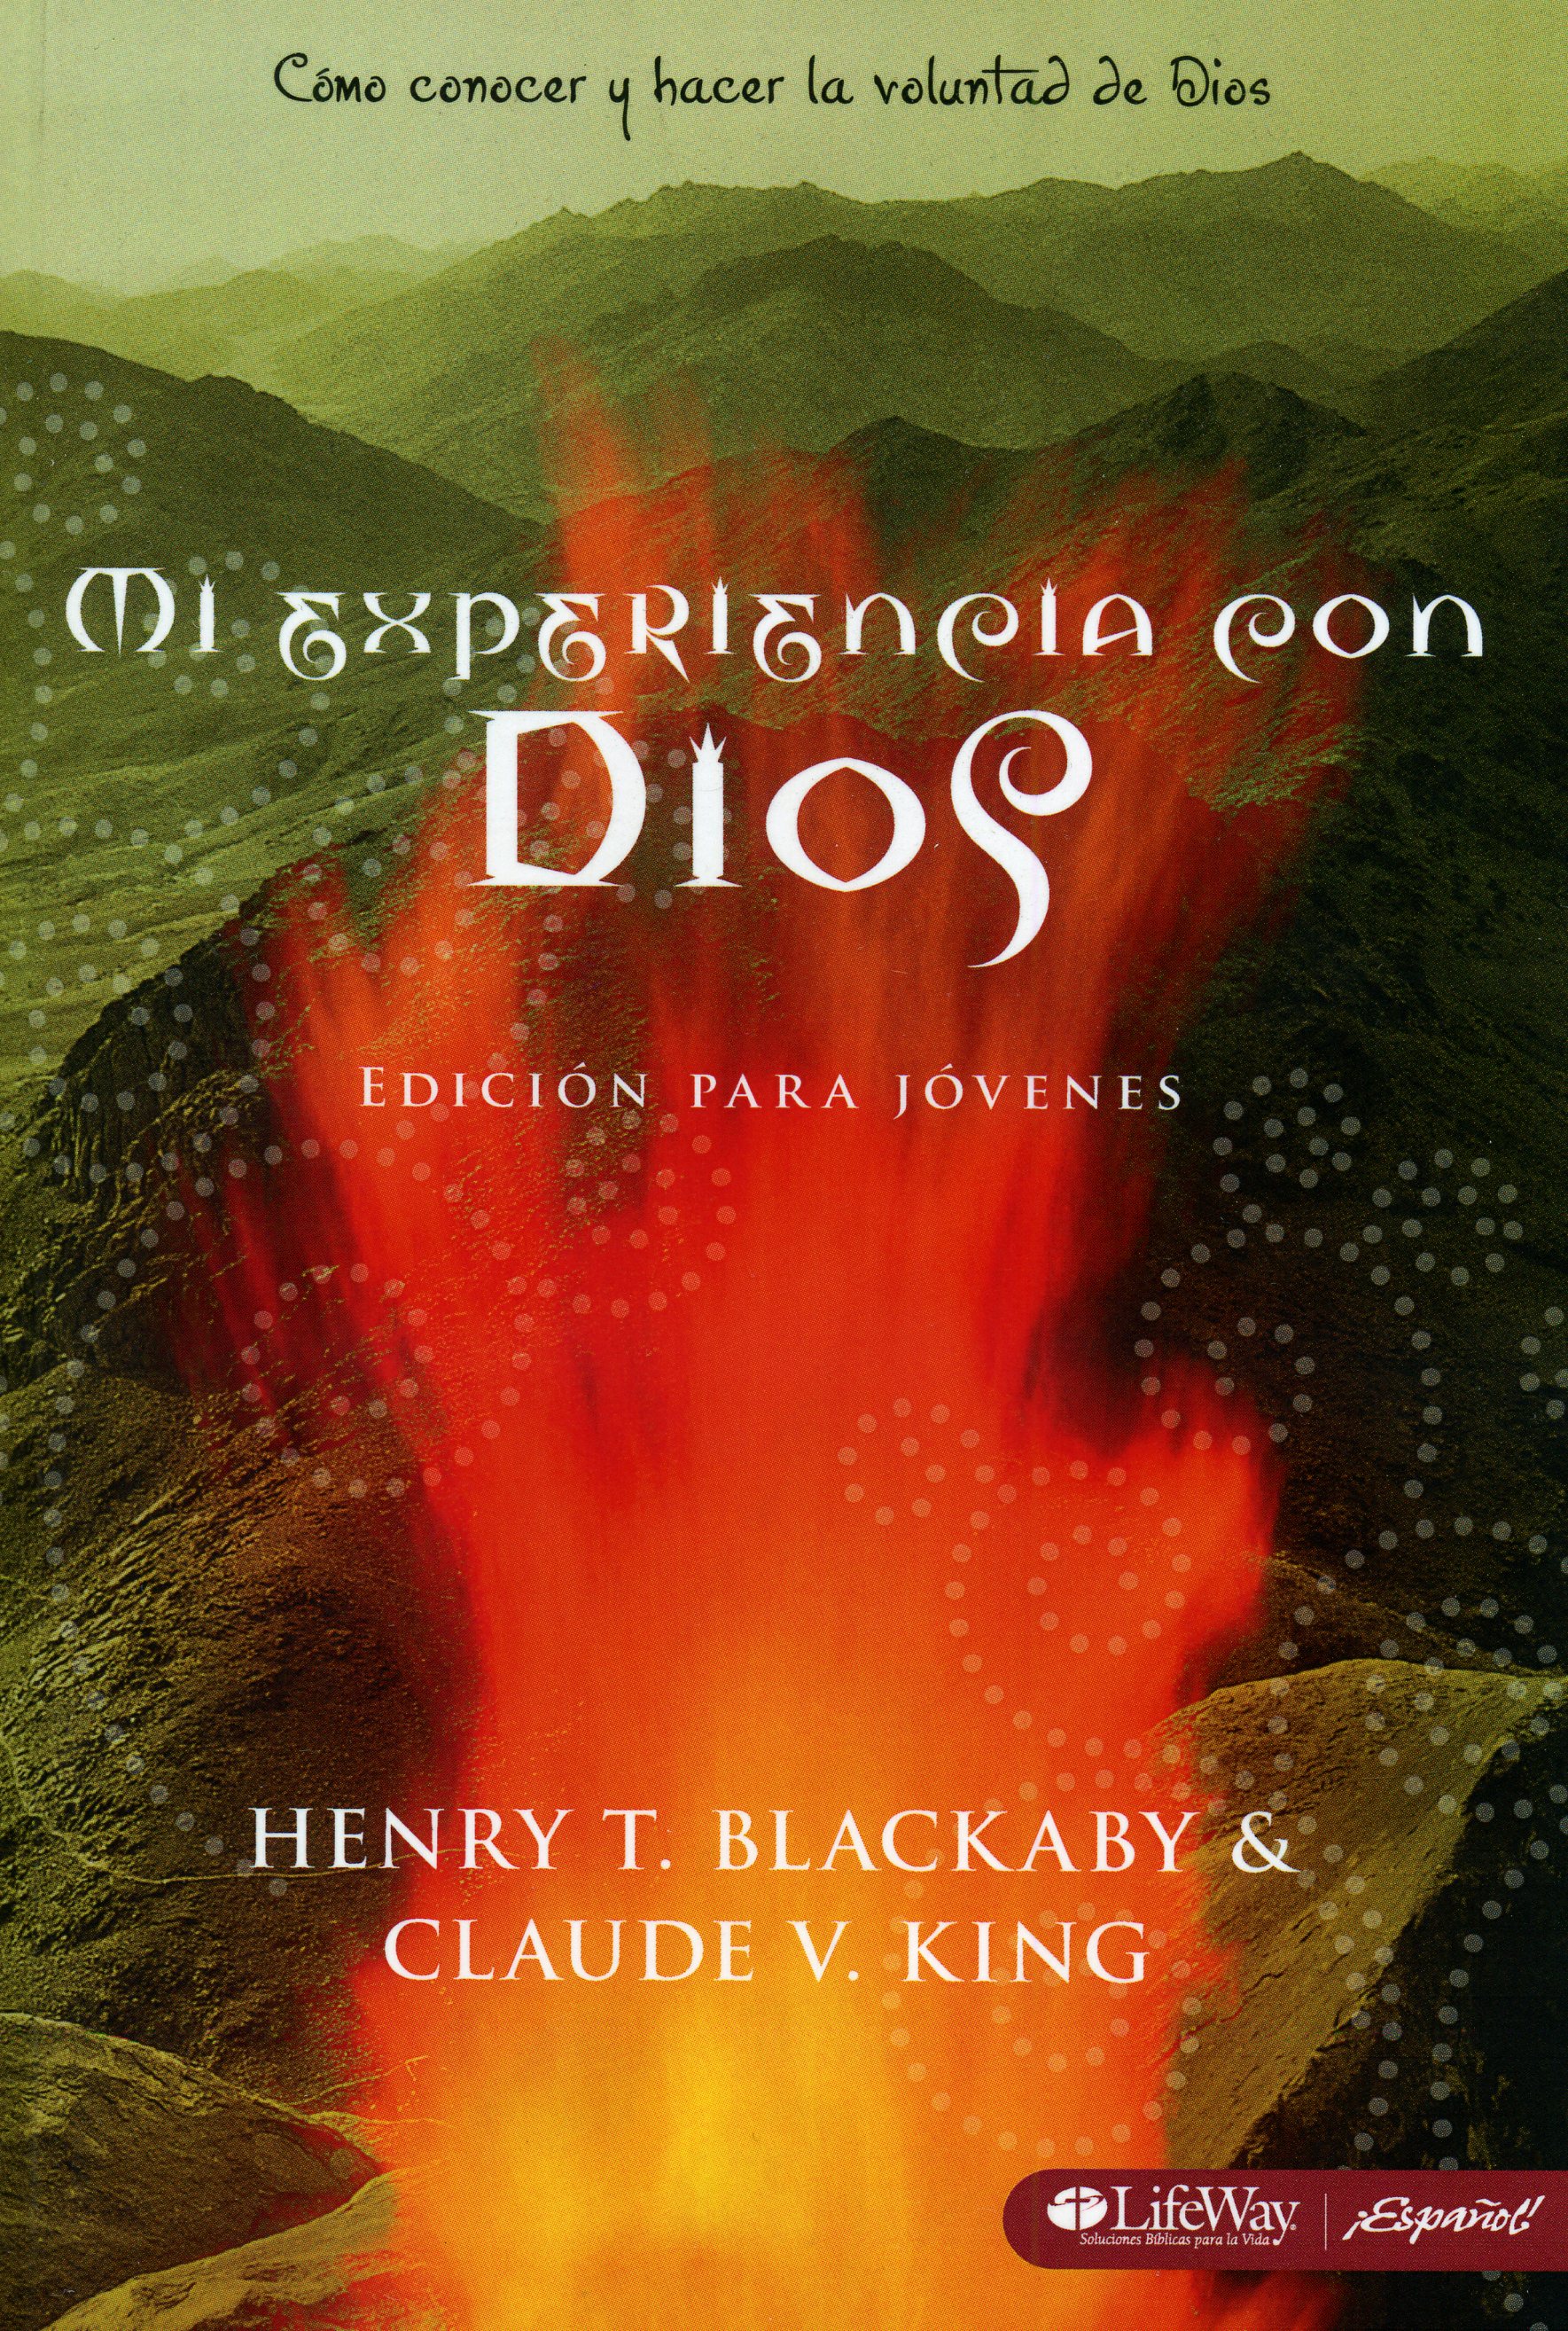 Cómo conocer y hacer la voluntad de Dios
Mi experiencia con
Dios
Edición para jóvenes
HENRY T. BLACKABY &
CLAUDE V. KING
LifeWay® | ¡Español!
Soluciones Bíblicas para la Vida